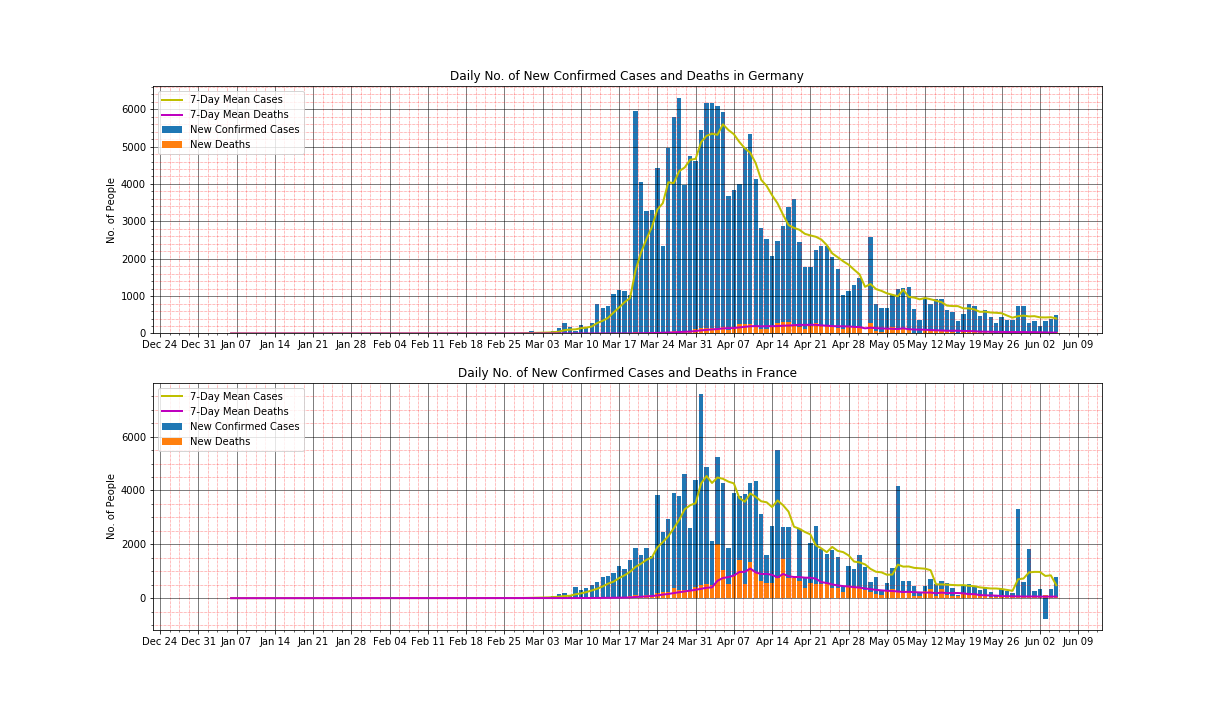 Daily No. of New Confirmed Cases and Deaths in Germany
7-Day Mean Cases
7-Day Mean Deaths
New Confirmed Cases
New Deaths
No. of People
6000
5000
4000
3000
2000
1000
0
Dec 24 Dec 31 Jan 07 Jan 14 Jan 21 Jan 28 Feb 04 Feb 11 Feb 18 Feb 25 Mar 03 Mar 10 Mar 17 Mar 24 Mar 31 Apr 07 Apr 14 Apr 21 Apr 28 May 05 May 12 May 19 May 26 Jun 02 Jun 09
Daily No. of New Confirmed Cases and Deaths in France
7-Day Mean Cases
7-Day Mean Deaths
New Confirmed Cases
New Deaths
No. of People
6000
4000
2000
0
Dec 24 Dec 31 Jan 07 Jan 14 Jan 21 Jan 28 Feb 04 Feb 11 Feb 18 Feb 25 Mar 03 Mar 10 Mar 17 Mar 24 Mar 31 Apr 07 Apr 14 Apr 21 Apr 28 May 05 May 12 May 19 May 26 Jun 02 Jun 09